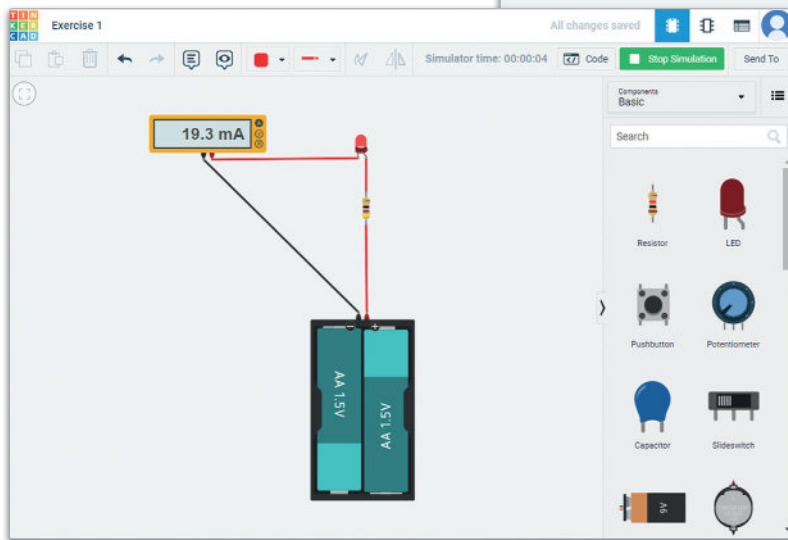 TIN
KER
CAD
Exercise 1
All changes saved
Simulator time: 00:00:04
Code
Stop Simulation
Send To
Components
Basic
Search
19.3 mA
A
V
R
Resistor
LED
Pushbutton
Potentiometer
Capacitor
Slideswitch
AA 1.5V
AA 1.5V
- +
9V